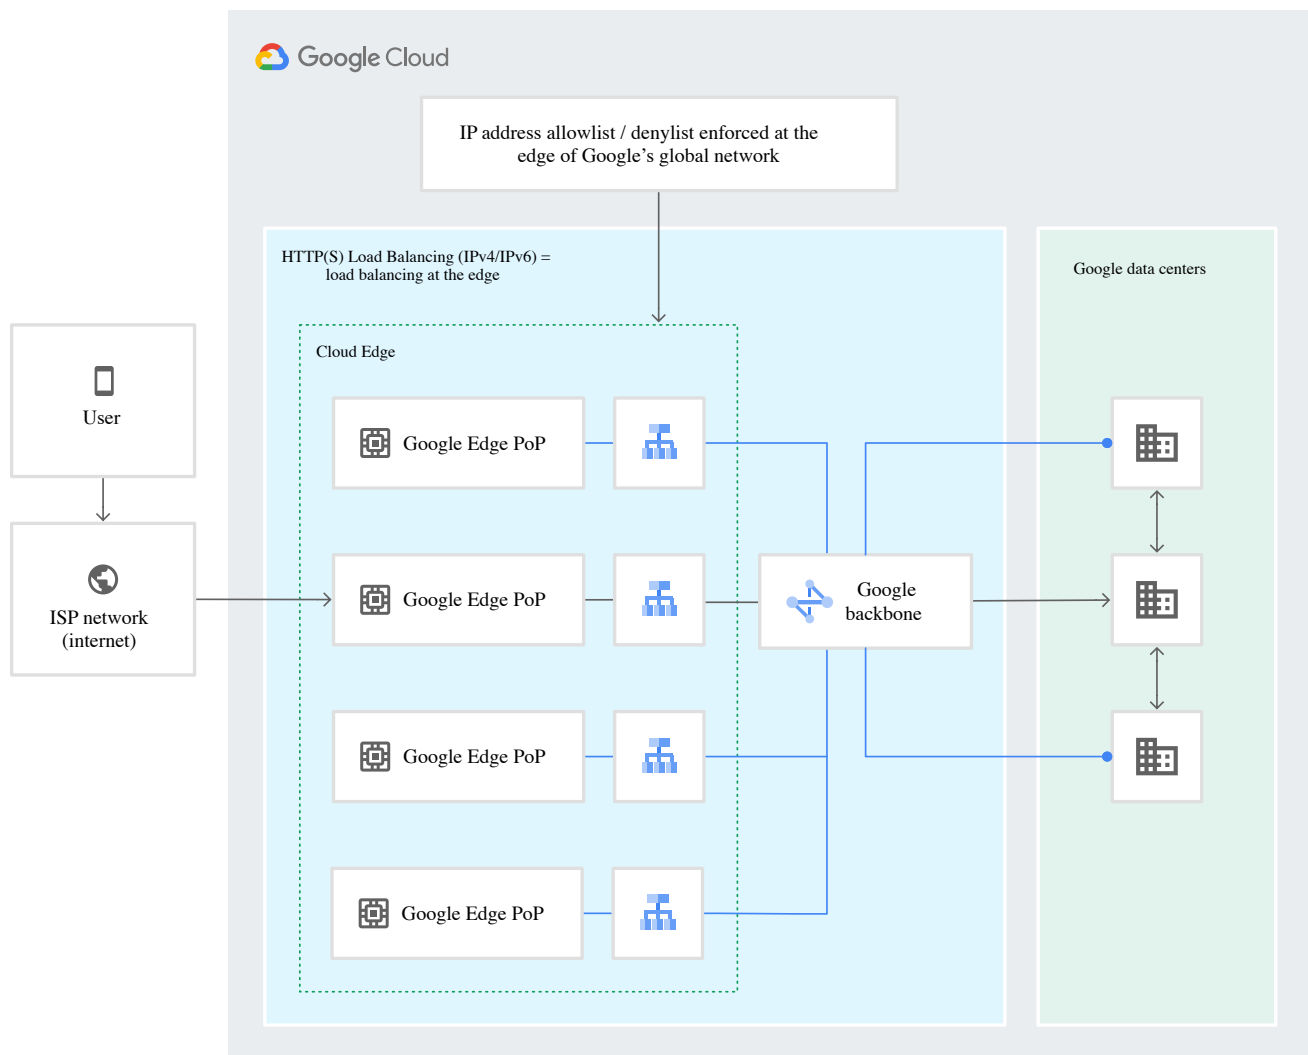 Google Cloud
IP address allowlist / denylist enforced at the
edge of Google's global network
HTTP(S) Load Balancing (IPv4/IPv6) =
load balancing at the edge
Google data centers
Cloud Edge
User
Google Edge PoP
ISP network
(internet)
Google Edge PoP
Google
backbone
Google Edge PoP
Google Edge PoP